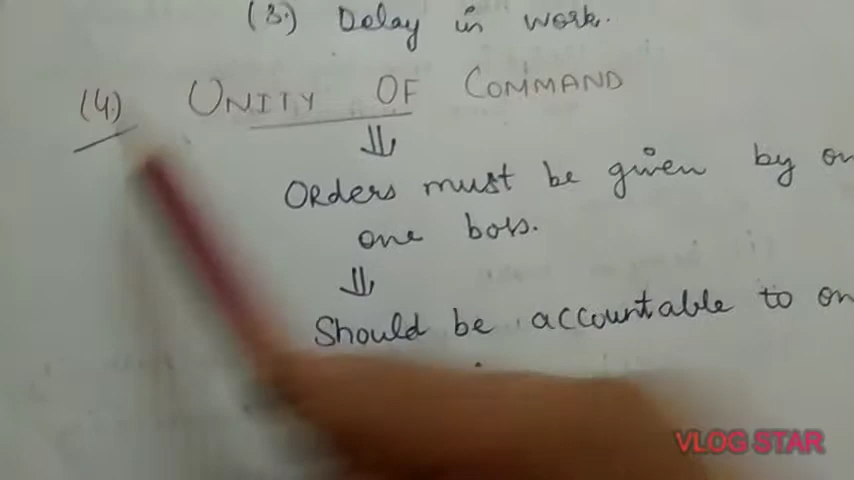 (3.) Delay in work.
(4.) UNITY OF COMMAND
⇓
Orders must be given by
one boss.
⇓
Should be accountable to
VLOG STAR